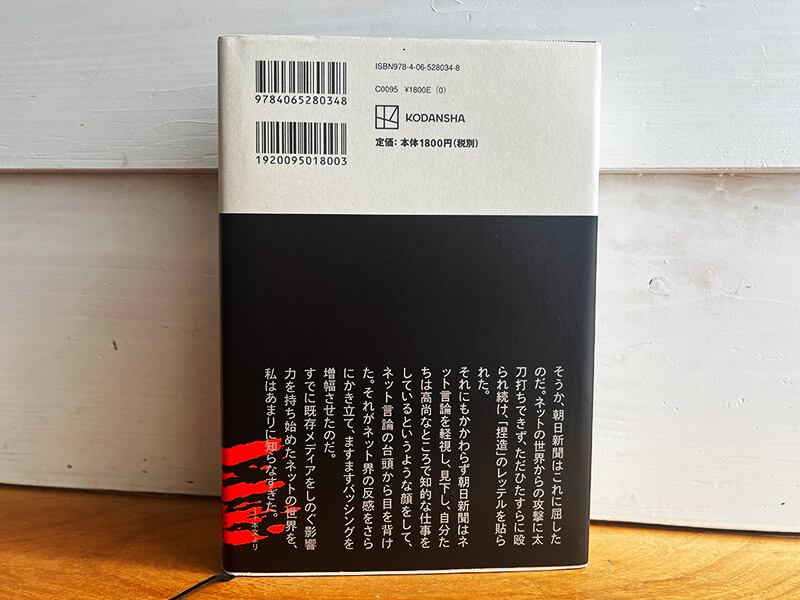 ISBN978-4-06-528034-8
C0095 ¥1800E (0)
9784065280348
KODANSHA
定価：本体1800円（税別）
1920095018003
そうか、朝日新聞はこれに屈した
のだ。ネットの世界からの攻撃に太
刀打ちできず、ただひたすらに殴
られ続け、「捏造」のレッテルを貼ら
れた。
それにもかかわらず朝日新聞はネ
ット言論を軽視し、見下し、自分た
ちは高尚なところで知的な仕事を
しているというような顔をして、
ネット言論の台頭から目を背け
た。それがネット界の反感をさら
にかき立て、ますますバッシングを
増幅させたのだ。
すでに既存メディアをしのぐ影響
力を持ち始めたネットの世界を、
私はあまりに知らなすぎた。
本文より